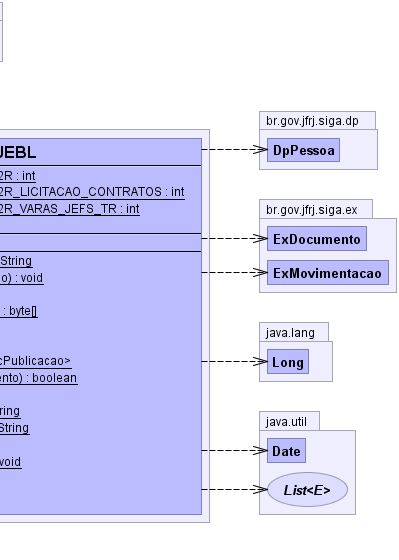 UEBL
2R : int
2R_LICITACAO_CONTRATOS : int
2R_VARAS_JEFS_TR : int
String
o) : void
: byte[]
cPublicacao>
ento) : boolean
ring
String
void
br.gov.jfrj.siga.dp
DpPessoa
br.gov.jfrj.siga.ex
ExDocumento
ExMovimentacao
java.lang
Long
java.util
Date
List<E>